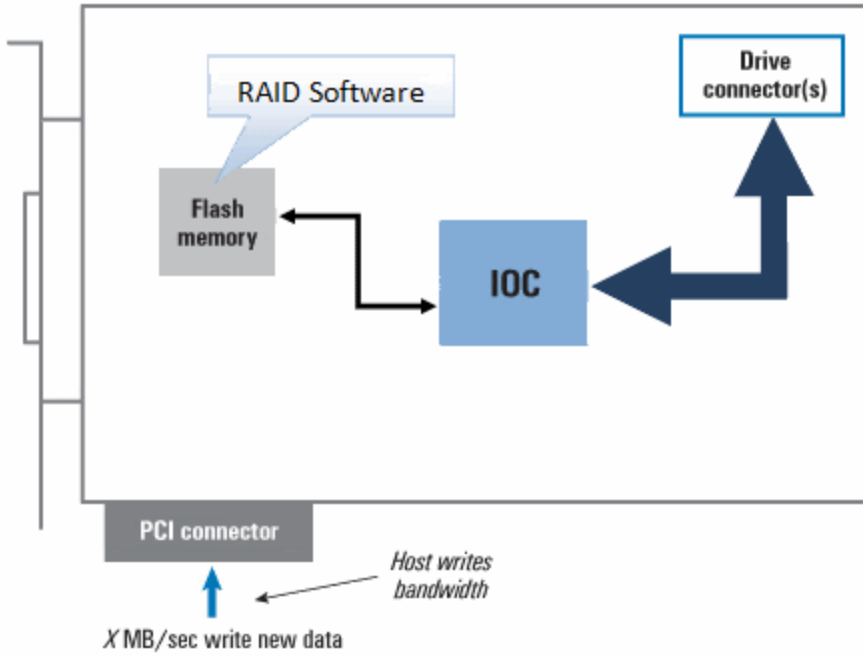 RAID Software
Drive
connector(s)
Flash
memory
IOC
PCI connector
Host writes
bandwidth
X MB/sec write new data